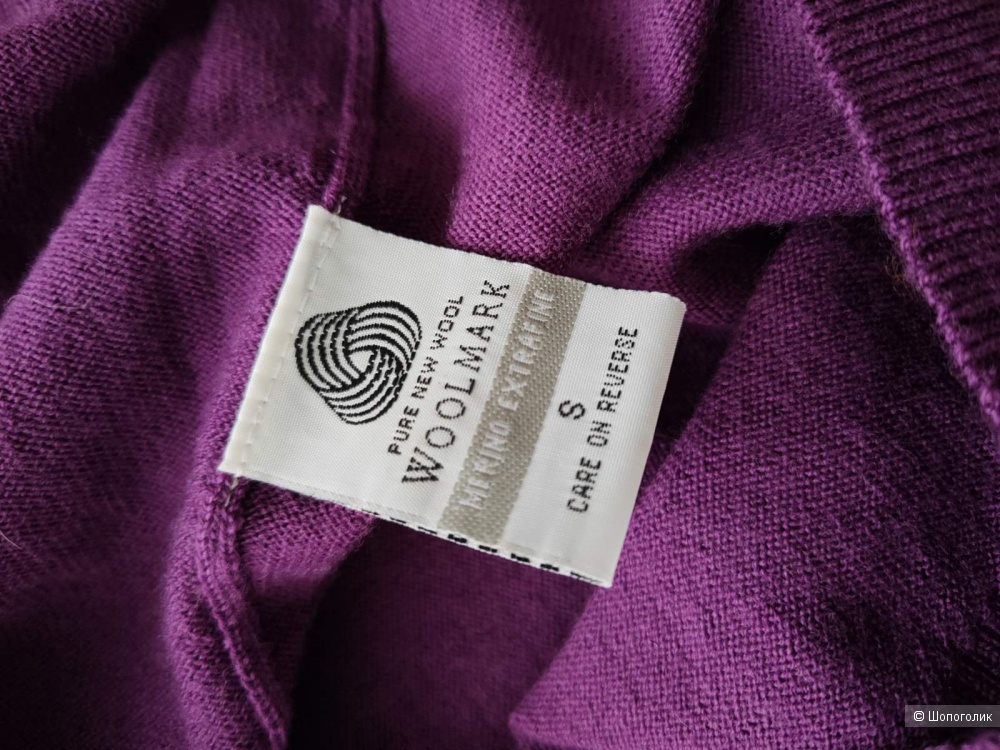 PURE NEW WOOL
WOOLMARK
MERINO EXTRAFINE
S
CARE ON REVERSE
© Шопоголик